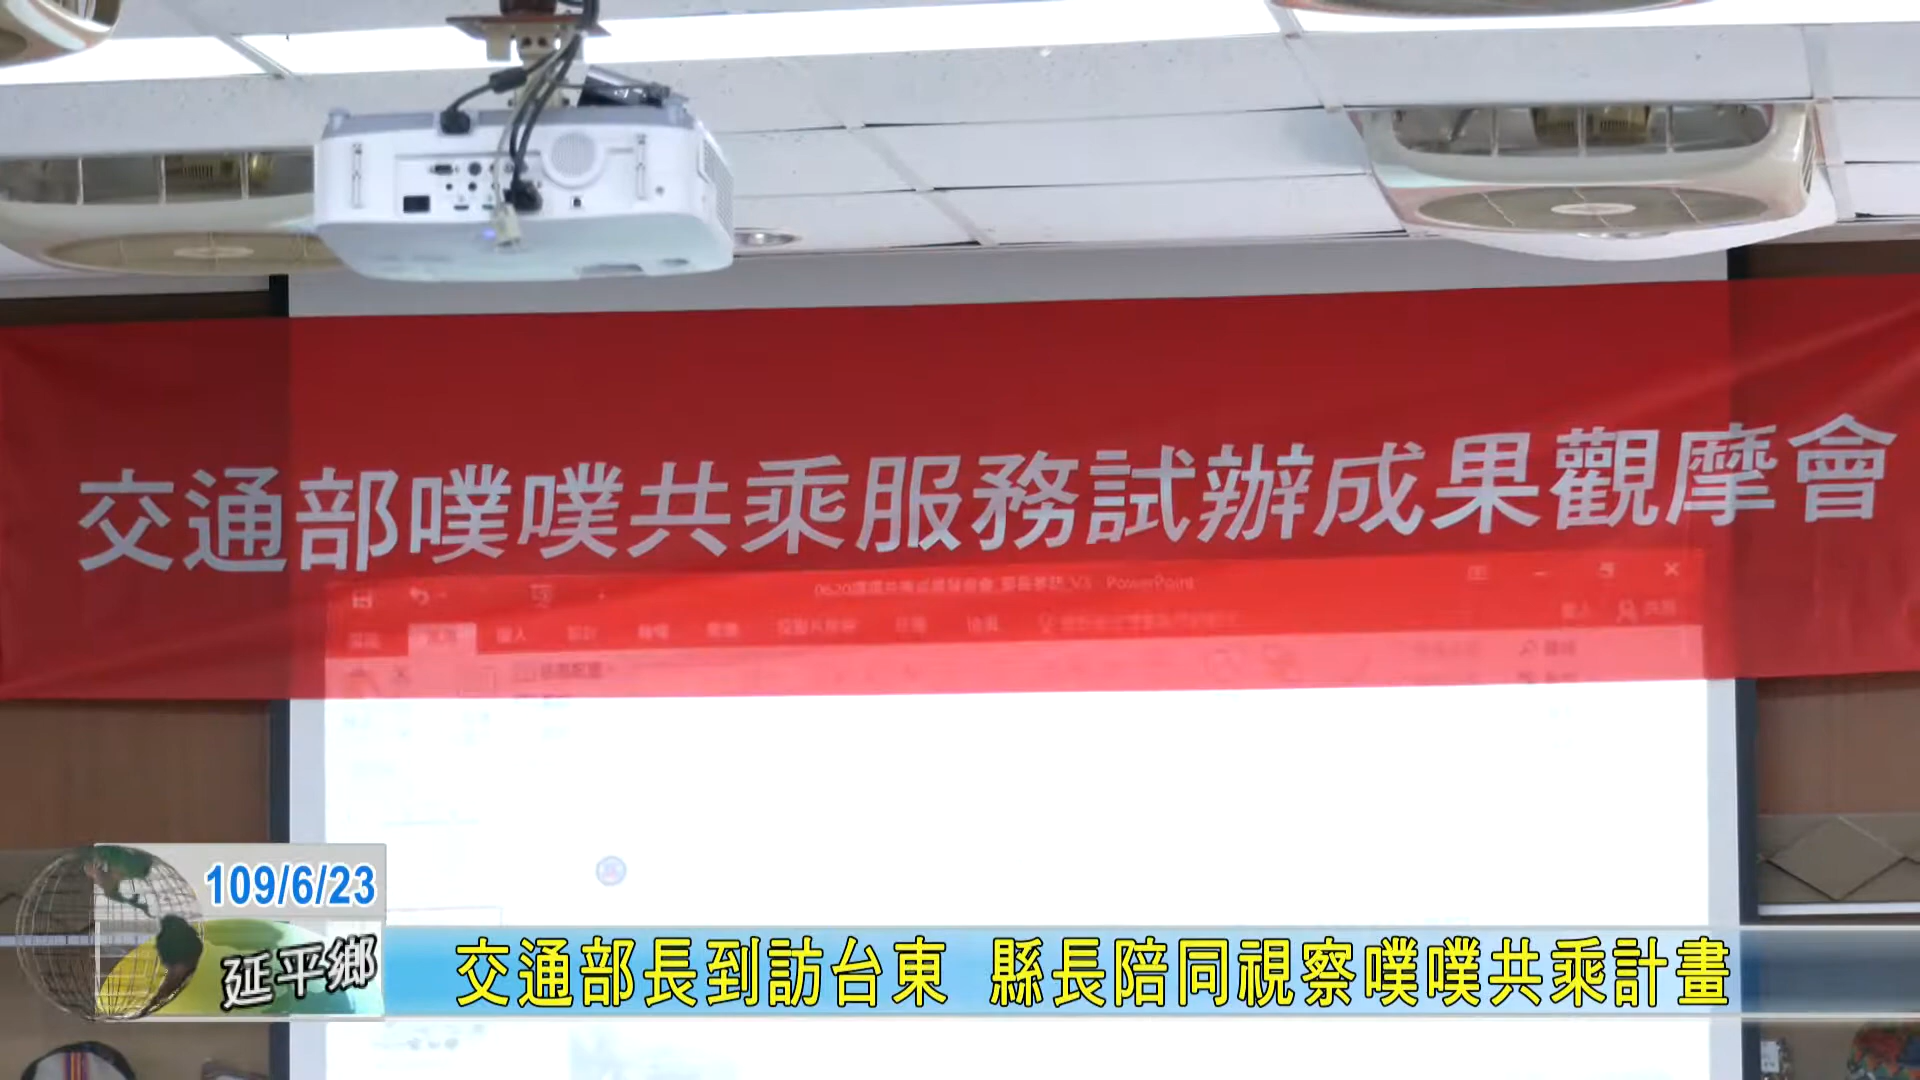 交通部噗噗共乘服務試辦成果觀摩會
PowerPoint
109/6/23
延平鄉
交通部長到訪台東 縣長陪同視察噗噗共乘計畫